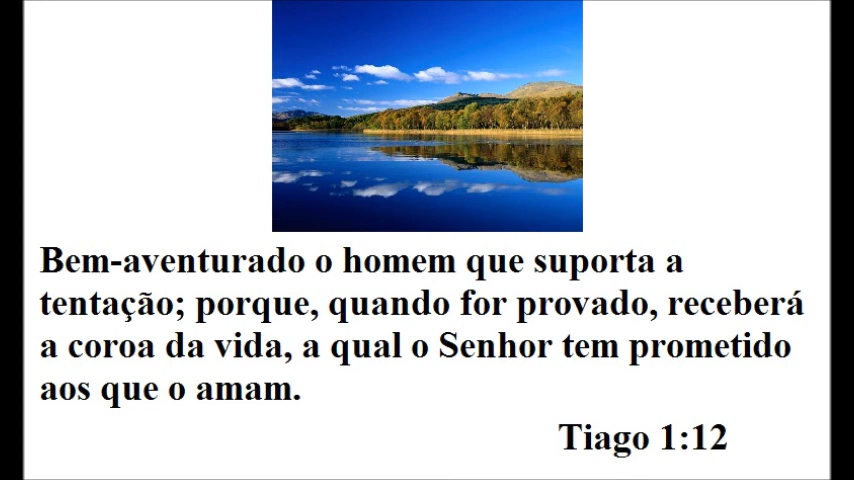 Bem-aventurado o homem que suporta a
tentação; porque, quando for provado, receberá
a coroa da vida, a qual o Senhor tem prometido
aos que o amam.
Tiago 1:12